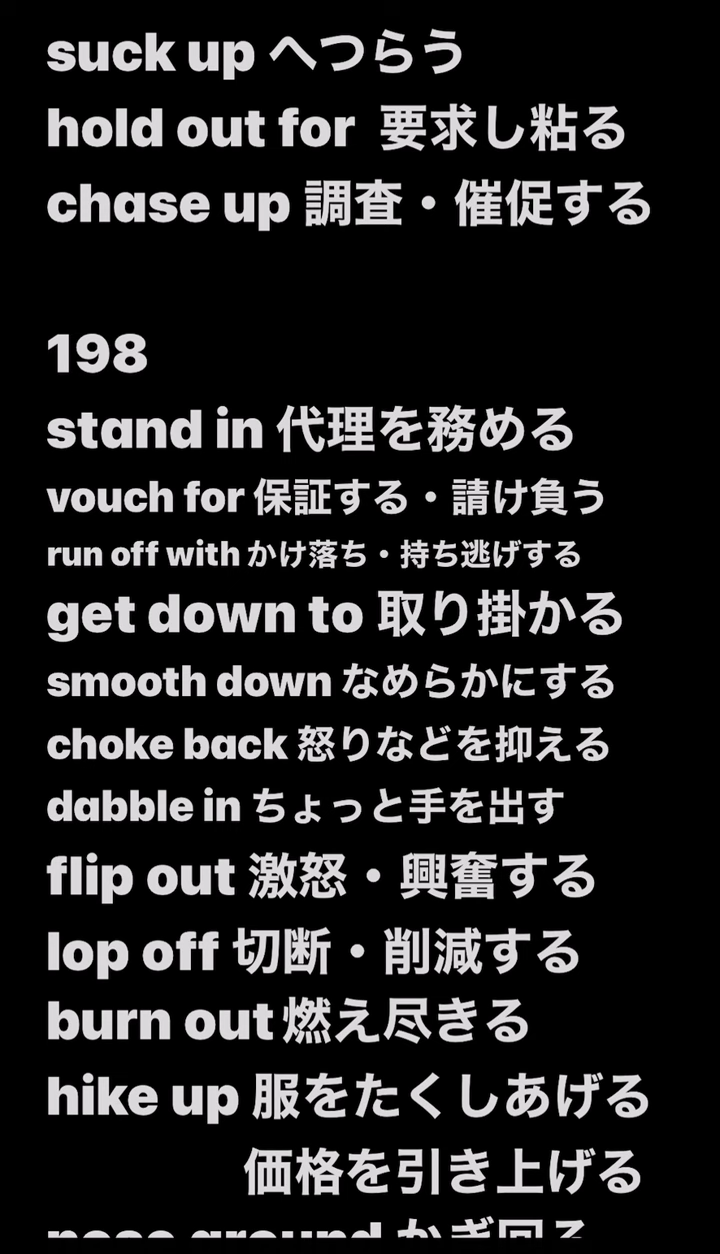 suck up へつらう
hold out for 要求し粘る
chase up 調査・催促する
198
stand in 代理を務める
vouch for 保証する・請け負う
run off with かけ落ち・持ち逃げする
get down to 取り掛かる
smooth down なめらかにする
choke back 怒りなどを抑える
dabble in ちょっと手を出す
flip out 激怒・興奮する
lop off 切断・削減する
burn out 燃え尽きる
hike up 服をたくしあげる
価格を引き上げる
nose around かぎ回る